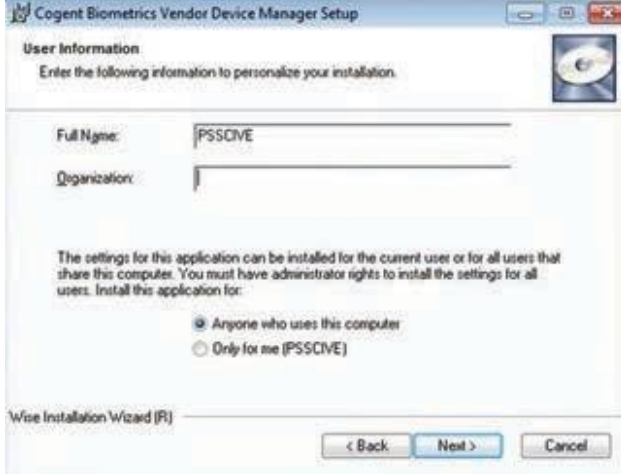 Cogent Biometrics Vendor Device Manager Setup
User Information
Enter the following information to personalize your installation.
Full Name:
PSSCIVE
Organization:
The settings for this application can be installed for the current user or for all users that
share this computer. You must have administrator rights to install the settings for all
users. Install this application for:
Anyone who uses this computer
Only for me (PSSCIVE)
Wise Installation Wizard (R)
< Back
Next >
Cancel